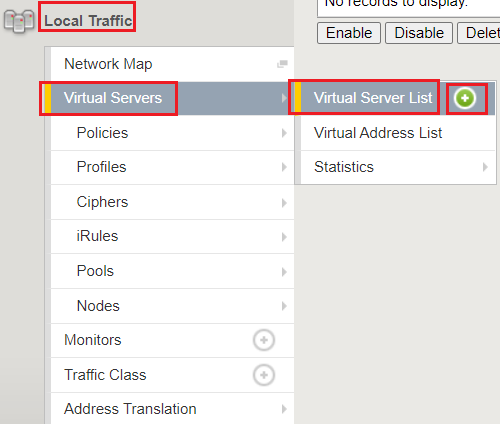 No records to display.
Local Traffic
Enable Disable Delet
Network Map
Virtual Servers
Virtual Server List
Policies
Virtual Address List
Profiles
Statistics
Ciphers
iRules
Pools
Nodes
Monitors
Traffic Class
Address Translation